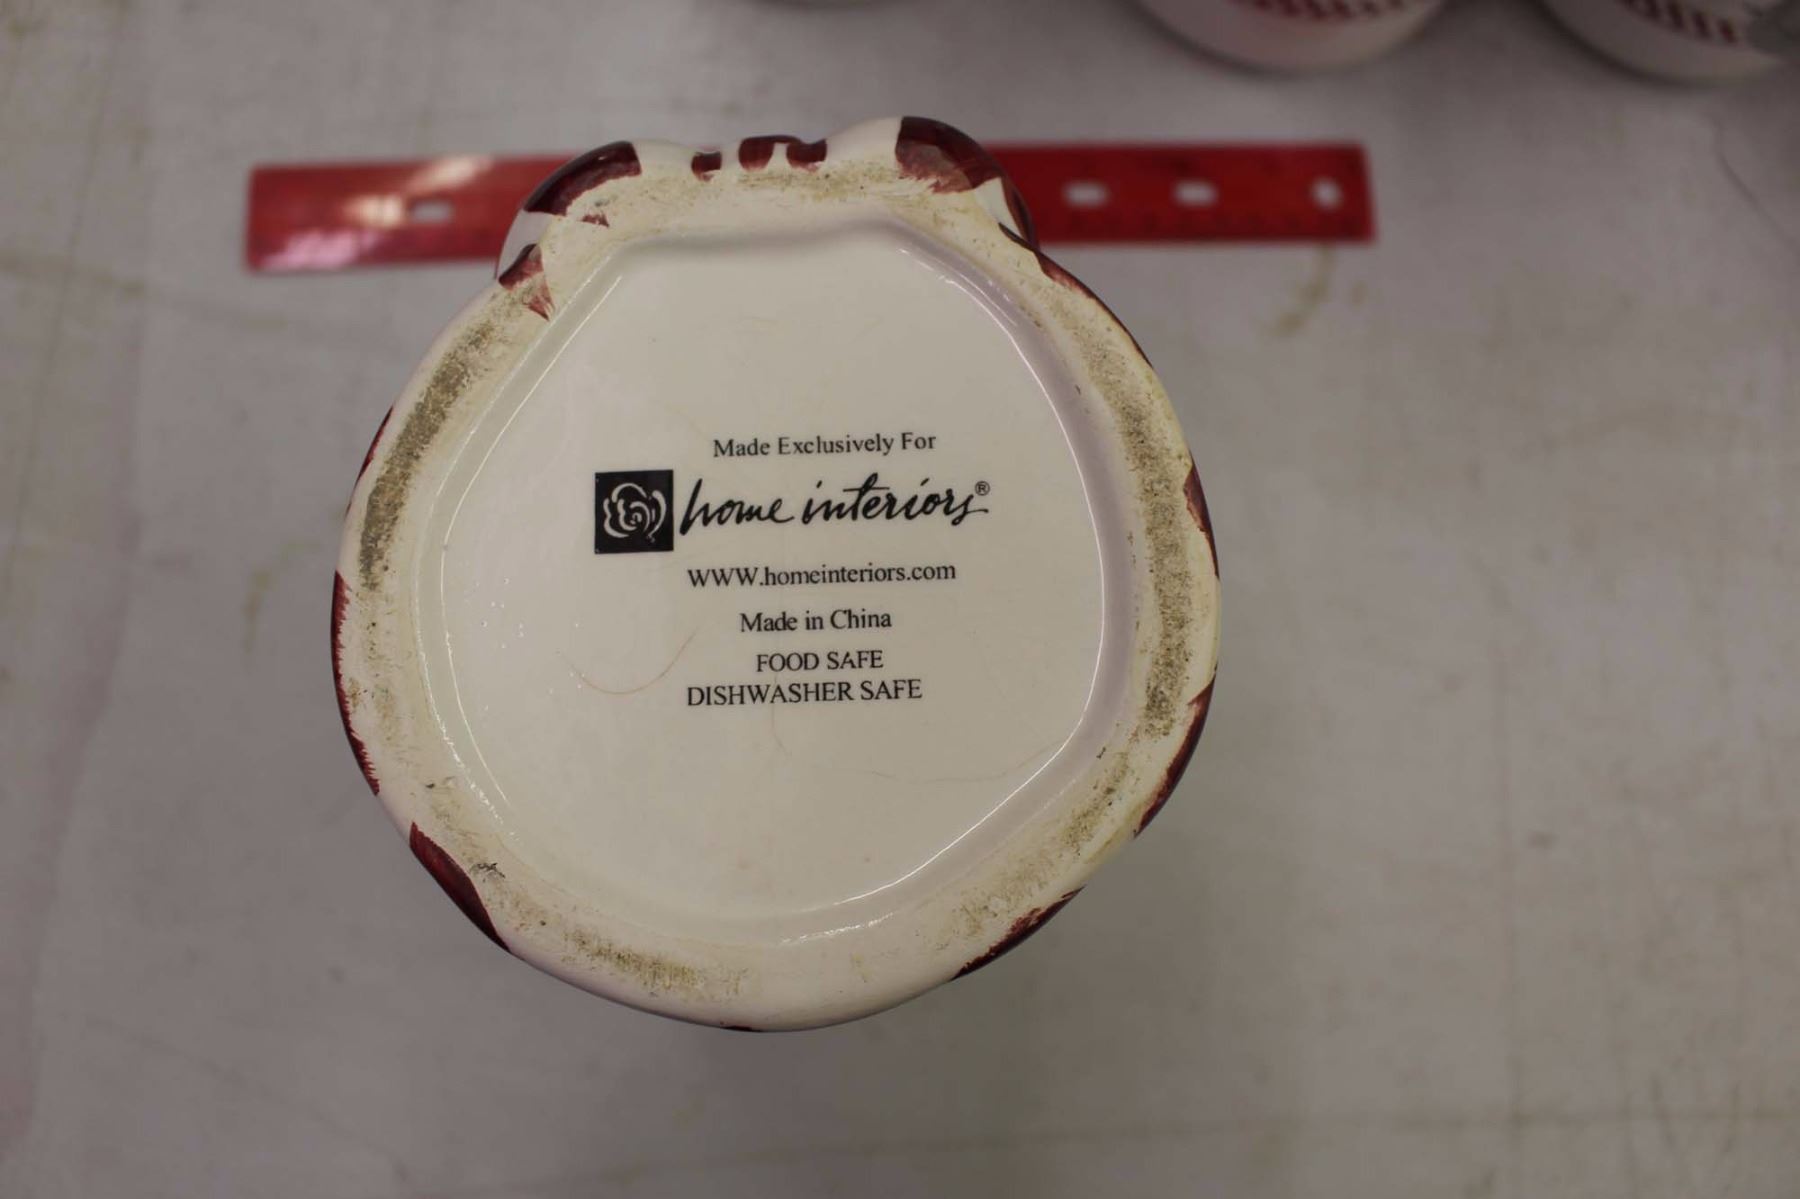 Made Exclusively For
home interiors®
WWW.homeinteriors.com
Made in China
FOOD SAFE
DISHWASHER SAFE